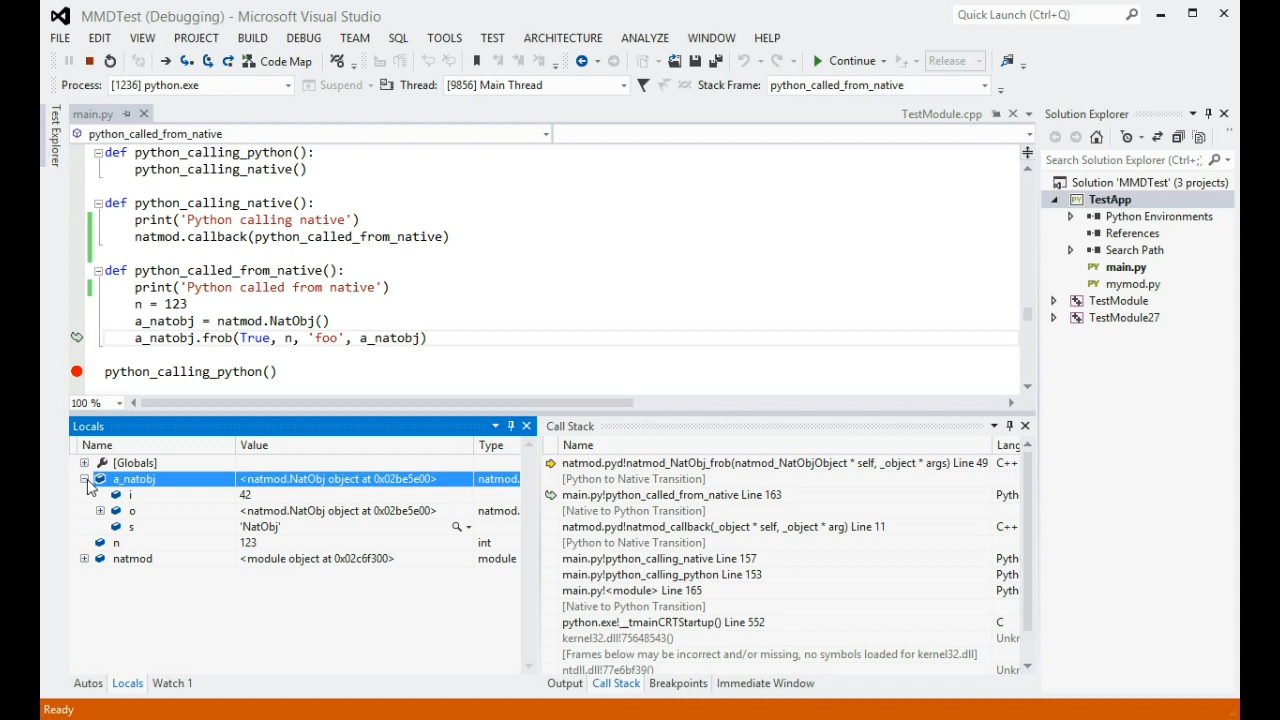 MMDTest (Debugging) - Microsoft Visual Studio
Quick Launch (Ctrl+Q)
FILE EDIT VIEW PROJECT BUILD DEBUG TEAM SQL TOOLS TEST ARCHITECTURE ANALYZE WINDOW HELP
Code Map
Continue
Release
Process: [1236] python.exe
Suspend
Thread: [9856] Main Thread
Stack Frame: python_called_from_native
Test Explorer
main.py
TestModule.cpp
python_called_from_native
def python_calling_python():
python_calling_native()
def python_calling_native():
print('Python calling native')
natmod.callback(python_called_from_native)
def python_called_from_native():
print('Python called from native')
n = 123
a_natobj = natmod.NatObj()
a_natobj.frob(True, n, 'foo', a_natobj)
python_calling_python()
100 %
Solution Explorer
Search Solution Explorer (Ctrl+;
Solution 'MMDTest' (3 projects)
PY TestApp
Python Environments
References
Search Path
main.py
mymod.py
TestModule
TestModule27
Locals
Name Value Type
[Globals]
a_natobj <natmod.NatObj object at 0x02be5e00> natmod.
i 42
o <natmod.NatObj object at 0x02be5e00> natmod.
s 'NatObj'
n 123 int
natmod <module object at 0x02c6f300> module
Autos Locals Watch 1
Call Stack
Name Lang
natmod.pyd!natmod_NatObj_frob(natmod_NatObjObject * self, _object * args) Line 49 C++
main.py!python_called_from_native Line 163 Pyth
[Native to Python Transition]
natmod.pyd!natmod_callback(_object * self, _object * arg) Line 11 C++
[Python to Native Transition]
main.py!python_calling_native Line 157 Pyth
main.py!python_calling_python Line 153 Pyth
main.py!<module> Line 165 Pyth
[Native to Python Transition]
python.exe!__tmainCRTStartup() Line 552 C
kernel32.dll!75648543() Unkr
[Frames below may be incorrect and/or missing, no symbols loaded for kernel32.dll]
ntdll.dll!77e6bf39() Unkr
Output Call Stack Breakpoints Immediate Window
Ready